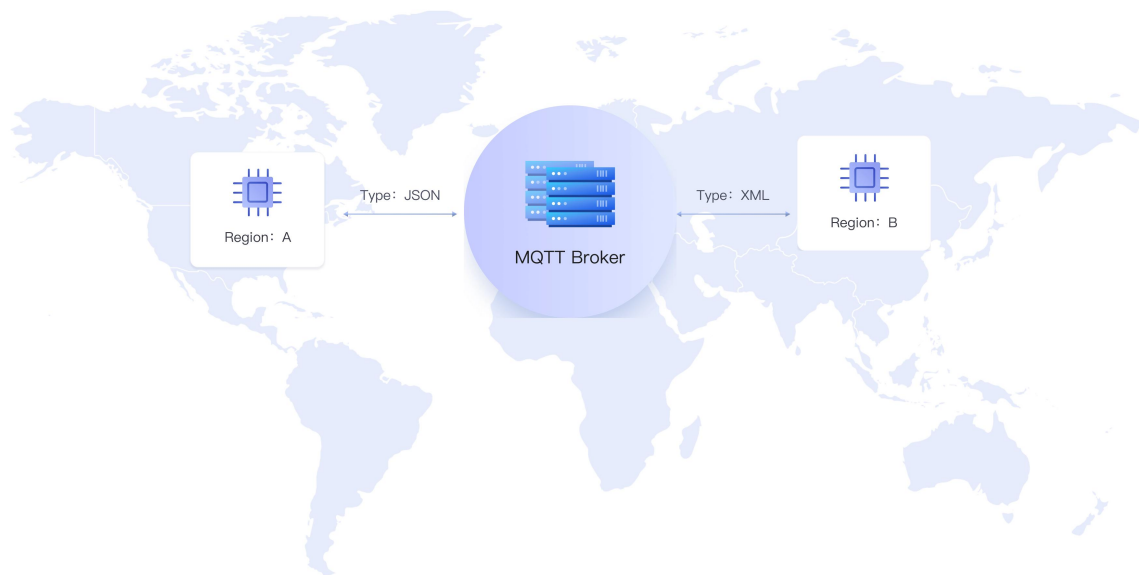 Type：JSON
Type：XML
Region：A
Region：B
MQTT Broker